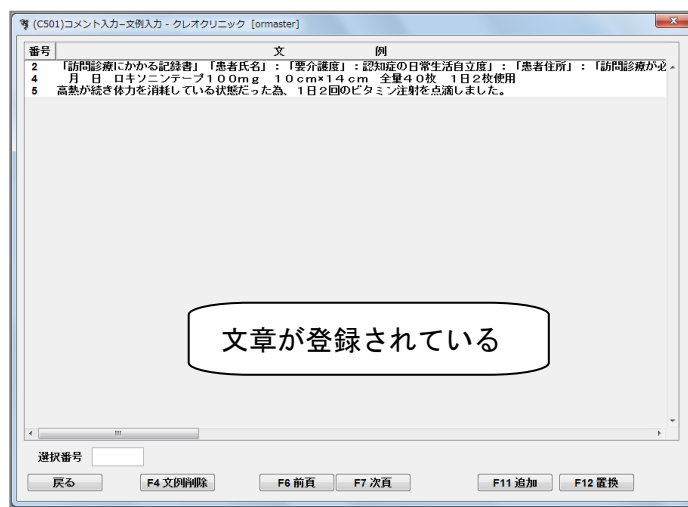 (C501)コメント入力-文例入力 - クレオクリニック [ormaster]
番号 文 例
2 「訪問診療にかかる記録書」「患者氏名」:「要介護度」:認知症の日常生活自立度」:「患者住所」:「訪問診療が必
4 月 日 ロキソニンテープ100mg 10cm×14cm 全量40枚 1日2枚使用
5 高熱が続き体力を消耗している状態だった為、1日2回のビタミン注射を点滴しました。
文章が登録されている
選択番号
戻る F4 文例削除 F6 前頁 F7 次頁 F11 追加 F12 置換